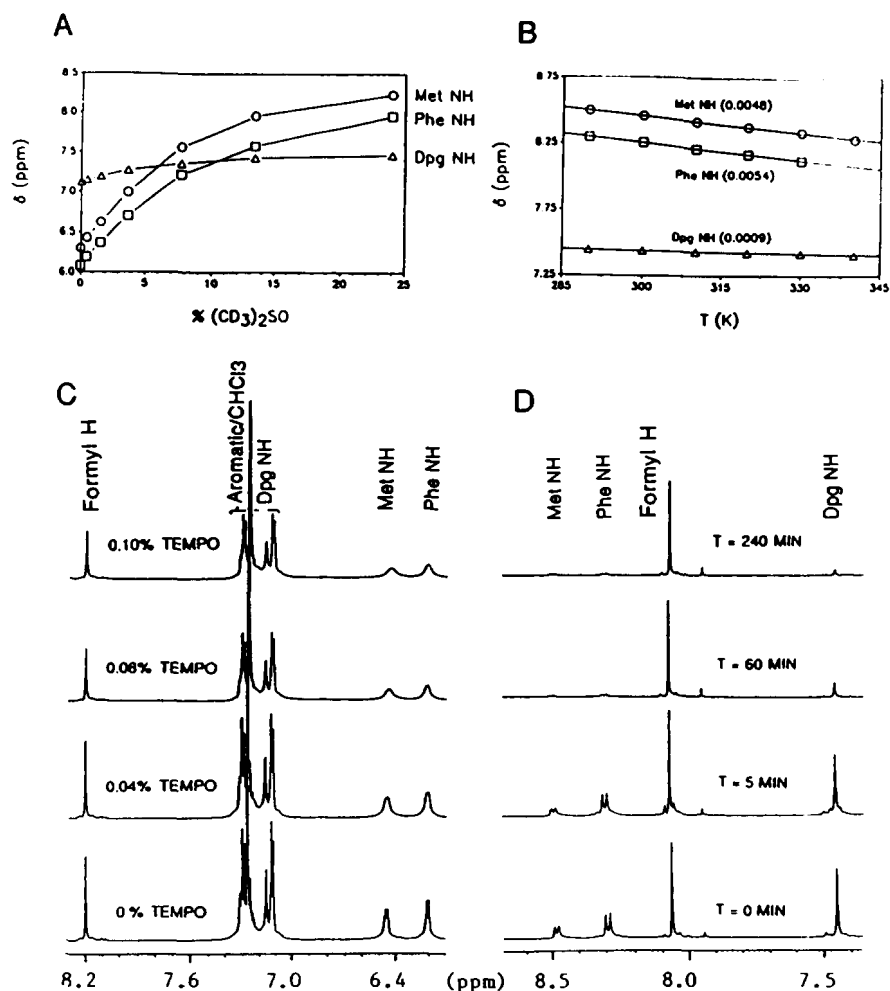 A
8.5
8.0
7.5
7.0
6.5
6.0
δ (ppm)
0 5 10 15 20 25
% (CD3)2SO
Met NH
Phe NH
Dpg NH
B
8.75
8.25
7.75
7.25
δ (ppm)
285 300 315 330 345
T (K)
Met NH (0.0048)
Phe NH (0.0054)
Dpg NH (0.0009)
C
Formyl H
Aromatic/CHCl3
Dpg NH
Met NH
Phe NH
0.10% TEMPO
0.08% TEMPO
0.04% TEMPO
0 % TEMPO
8.2 7.6 7.0 6.4 (ppm)
D
Met NH
Phe NH
Formyl H
Dpg NH
T = 240 MIN
T = 60 MIN
T = 5 MIN
T = 0 MIN
8.5 8.0 7.5